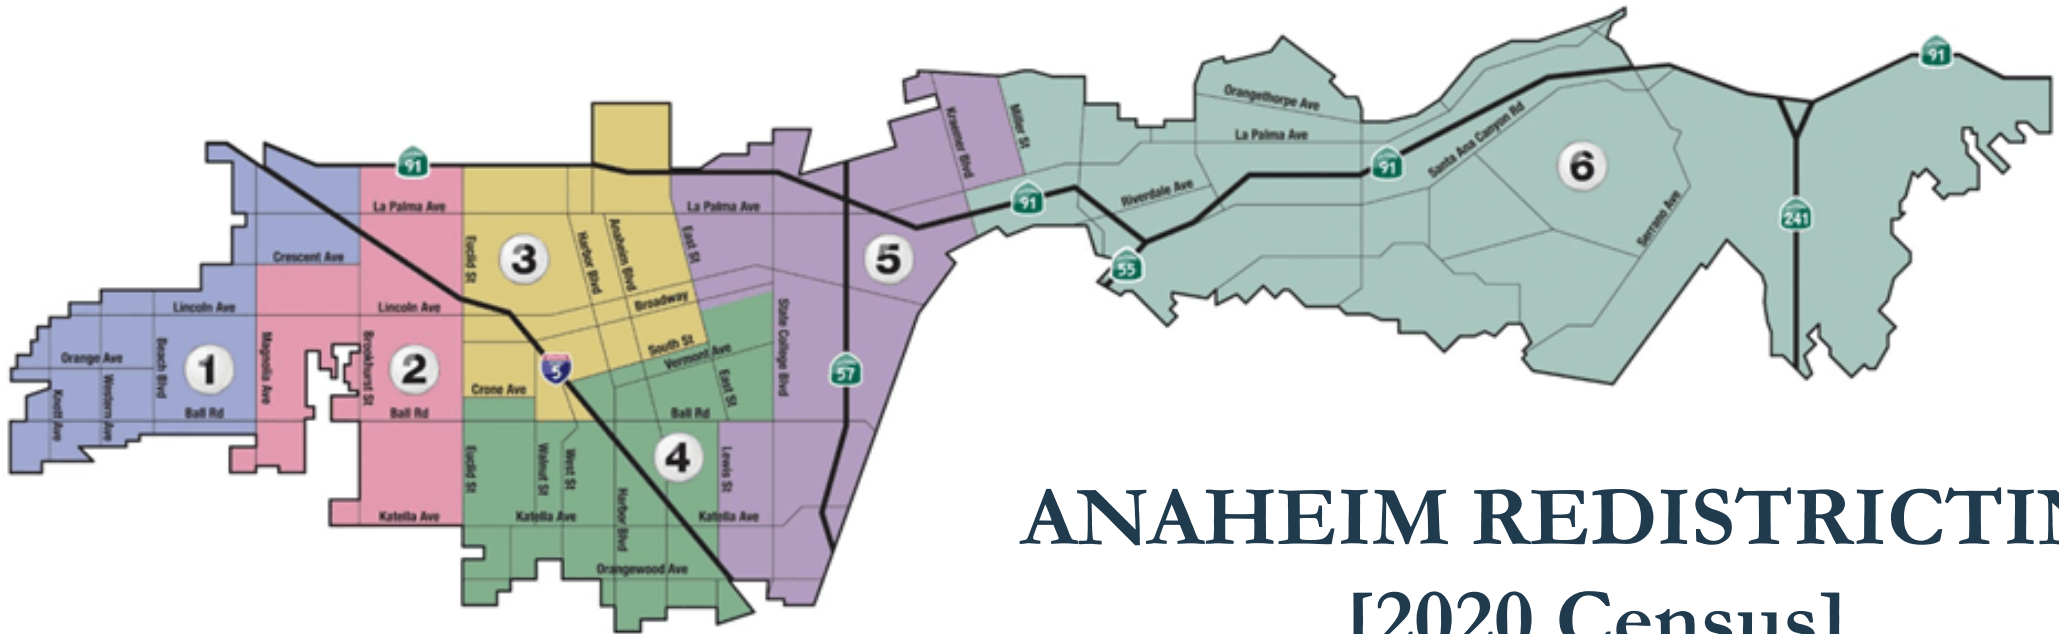 91
91
Orangethorpe Ave
Kraemer Blvd
Miller St
La Palma Ave
Santa Ana Canyon Rd
91
6
91
La Palma Ave
La Palma Ave
Riverdale Ave
91
241
Serrano Ave
Euclid St
3
Harbor Blvd
Anaheim Blvd
East St
5
55
Crescent Ave
Lincoln Ave
Lincoln Ave
Broadway
State College Blvd
Orange Ave
Beach Blvd
1
Magnolia Ave
Brookhurst St
2
South St
Vermont Ave
5
57
Knott Ave
Western Ave
Crone Ave
East St
Ball Rd
Ball Rd
Ball Rd
Euclid St
Walnut St
West St
4
Lewis St
Harbor Blvd
Katella Ave
Katella Ave
Katella Ave
Orangewood Ave
ANAHEIM REDISTRICTIN
[2020 Census]